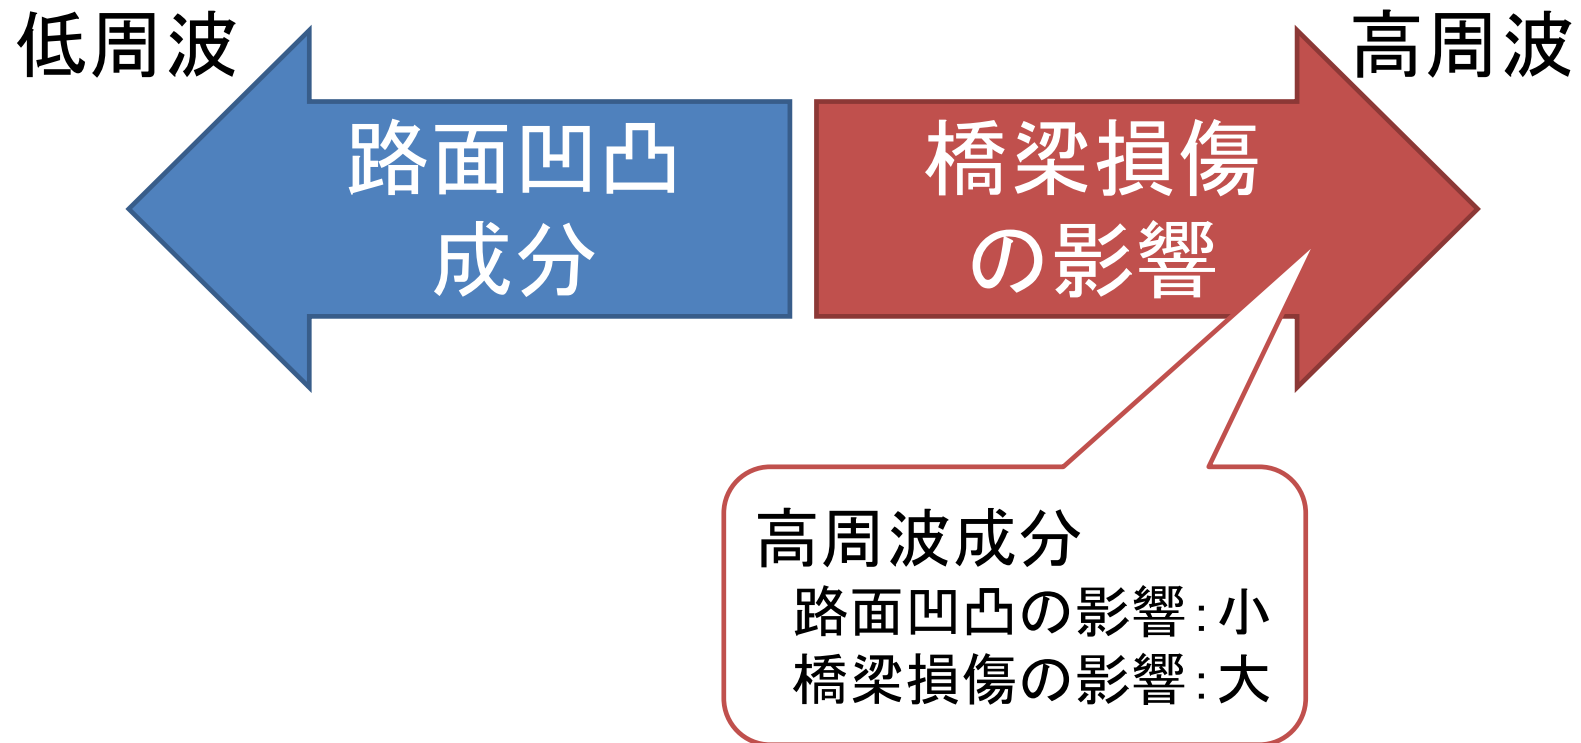 低周波
高周波
路面凹凸
成分
橋梁損傷
の影響
高周波成分
路面凹凸の影響：小
橋梁損傷の影響：大